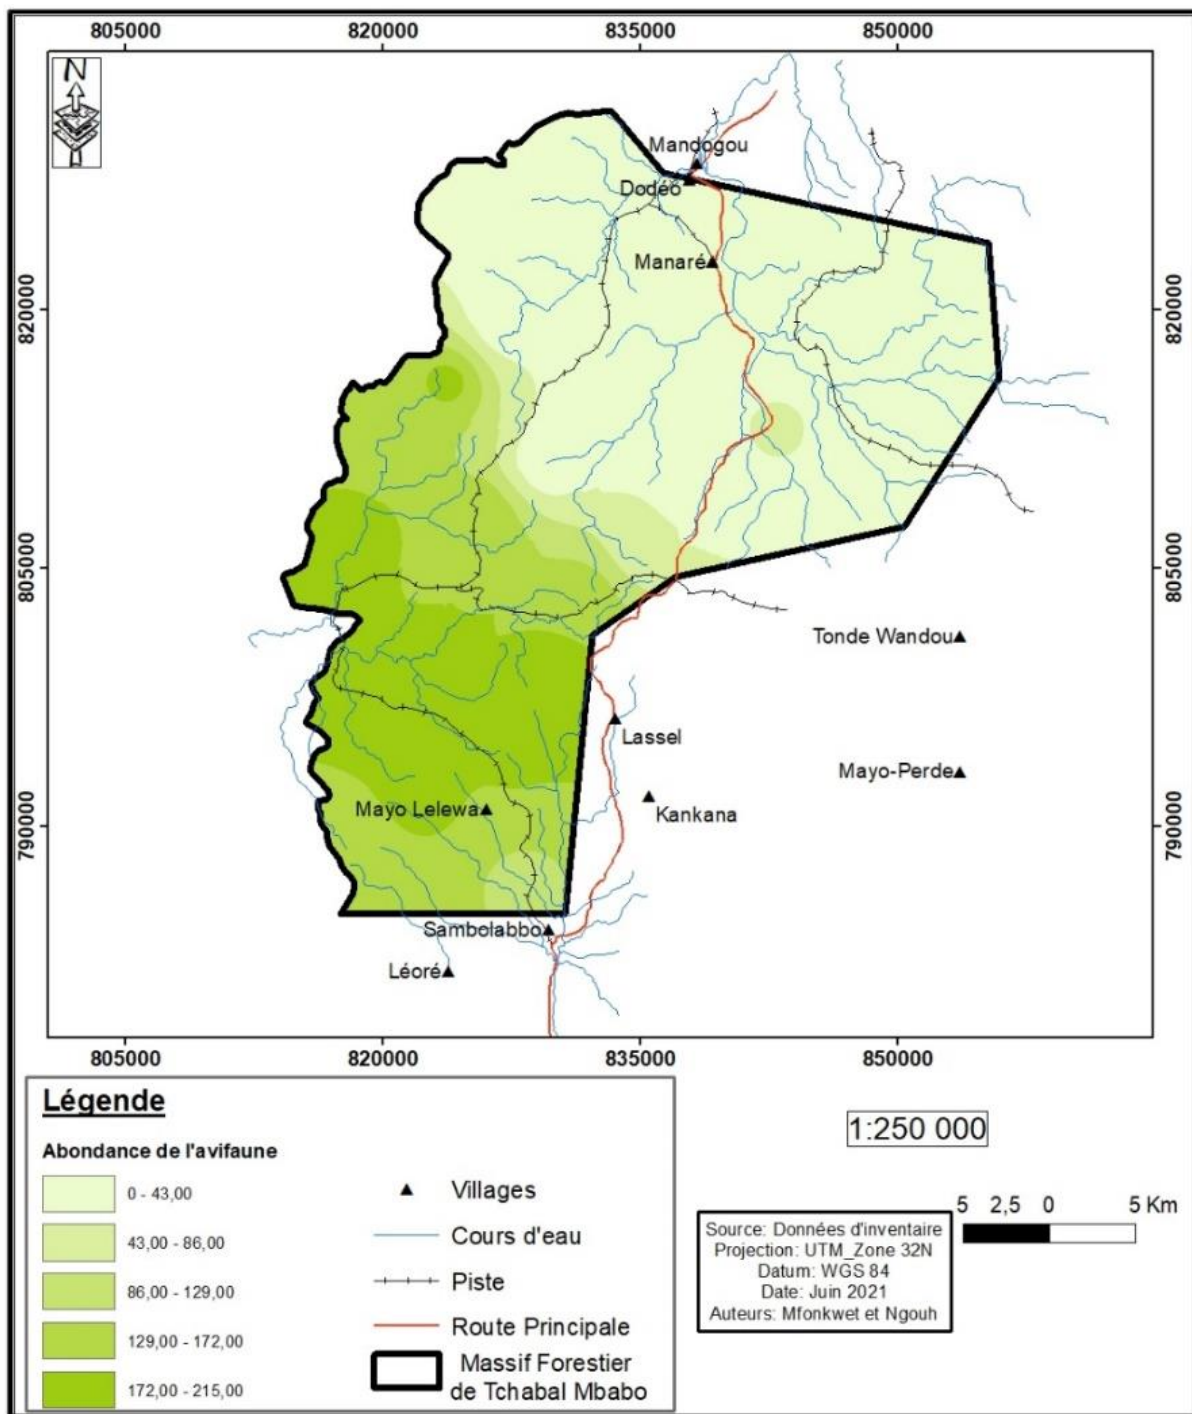 805000 820000 835000 850000
N
Mandogou
Dodéo
Manaré
820000 820000
805000 805000
Tonde Wandou
Lassel
Mayo-Perde
Mayo Lelewa
Kankana
790000 790000
Sambolabbo
Léoré
805000 820000 835000 850000
Légende
Abondance de l'avifaune
0 - 43,00
43,00 - 86,00
86,00 - 129,00
129,00 - 172,00
172,00 - 215,00
Villages
Cours d'eau
Piste
Route Principale
Massif Forestier
de Tchabal Mbabo
1:250 000
5 2,5 0 5 Km
Source: Données d'inventaire
Projection: UTM_Zone 32N
Datum: WGS 84
Date: Juin 2021
Auteurs: Mfonkwet et Ngouh